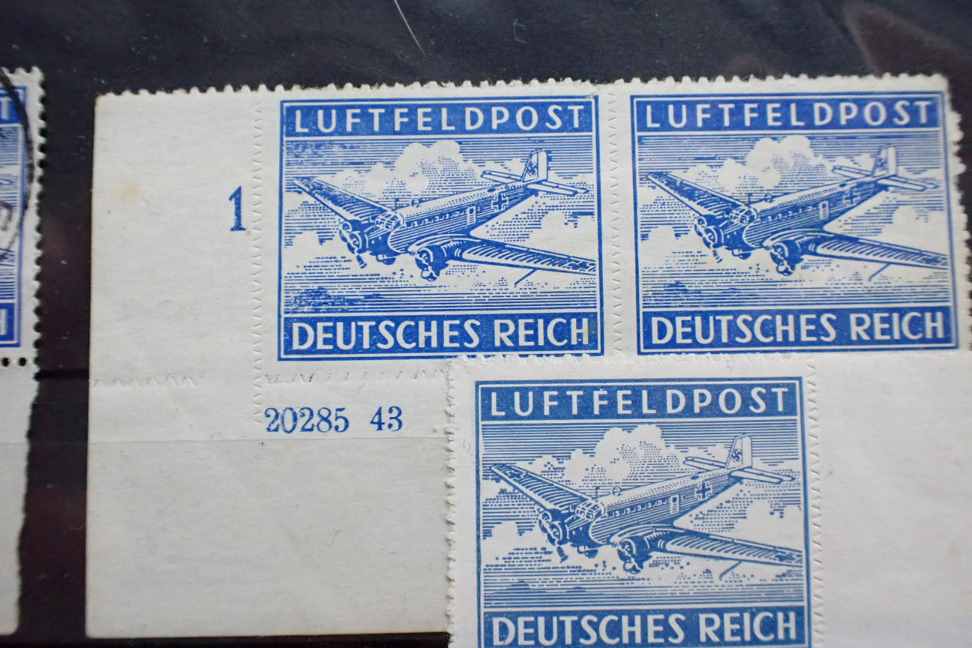 LUFTFELDPOST
DEUTSCHES REICH
LUFTFELDPOST
DEUTSCHES REICH
1
20285 43
LUFTFELDPOST
DEUTSCHES REICH